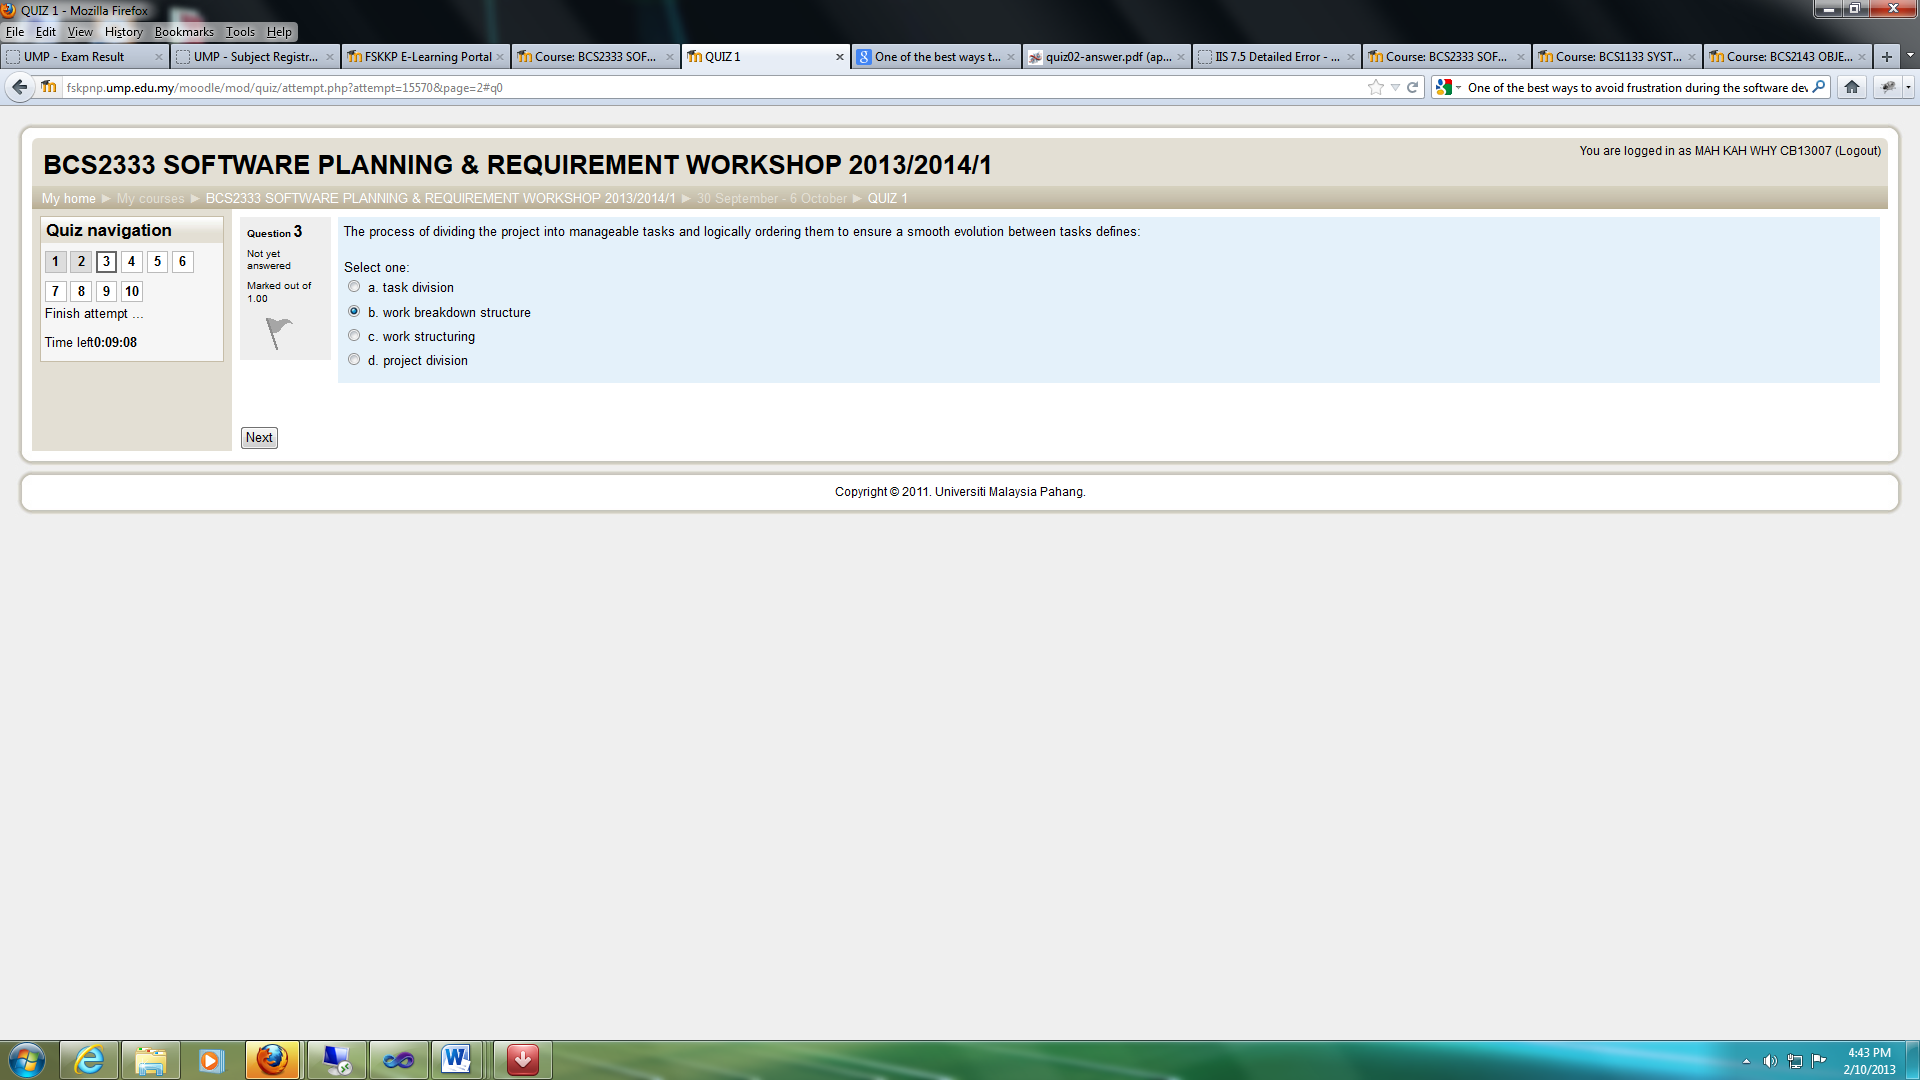 QUIZ 1 - Mozilla Firefox
File Edit View History Bookmarks Tools Help
UMP - Exam Result
UMP - Subject Registr...
FSKKP E-Learning Portal
Course: BCS2333 SOF...
QUIZ 1
One of the best ways t...
quiz02-answer.pdf (ap...
IIS 7.5 Detailed Error - ...
Course: BCS2333 SOF...
Course: BCS1133 SYST...
Course: BCS2143 OBJE...
fskpnp.ump.edu.my/moodle/mod/quiz/attempt.php?attempt=15570&page=2#q0
One of the best ways to avoid frustration during the software dev
BCS2333 SOFTWARE PLANNING & REQUIREMENT WORKSHOP 2013/2014/1
You are logged in as MAH KAH WHY CB13007 (Logout)
My home ► My courses ► BCS2333 SOFTWARE PLANNING & REQUIREMENT WORKSHOP 2013/2014/1 ► 30 September - 6 October ► QUIZ 1
Quiz navigation
1 2 3 4 5 6
7 8 9 10
Finish attempt ...
Time left 0:09:08
Question 3
Not yet
answered
Marked out of
1.00
The process of dividing the project into manageable tasks and logically ordering them to ensure a smooth evolution between tasks defines:
Select one:
a. task division
b. work breakdown structure
c. work structuring
d. project division
Next
Copyright © 2011. Universiti Malaysia Pahang.
4:43 PM
2/10/2013